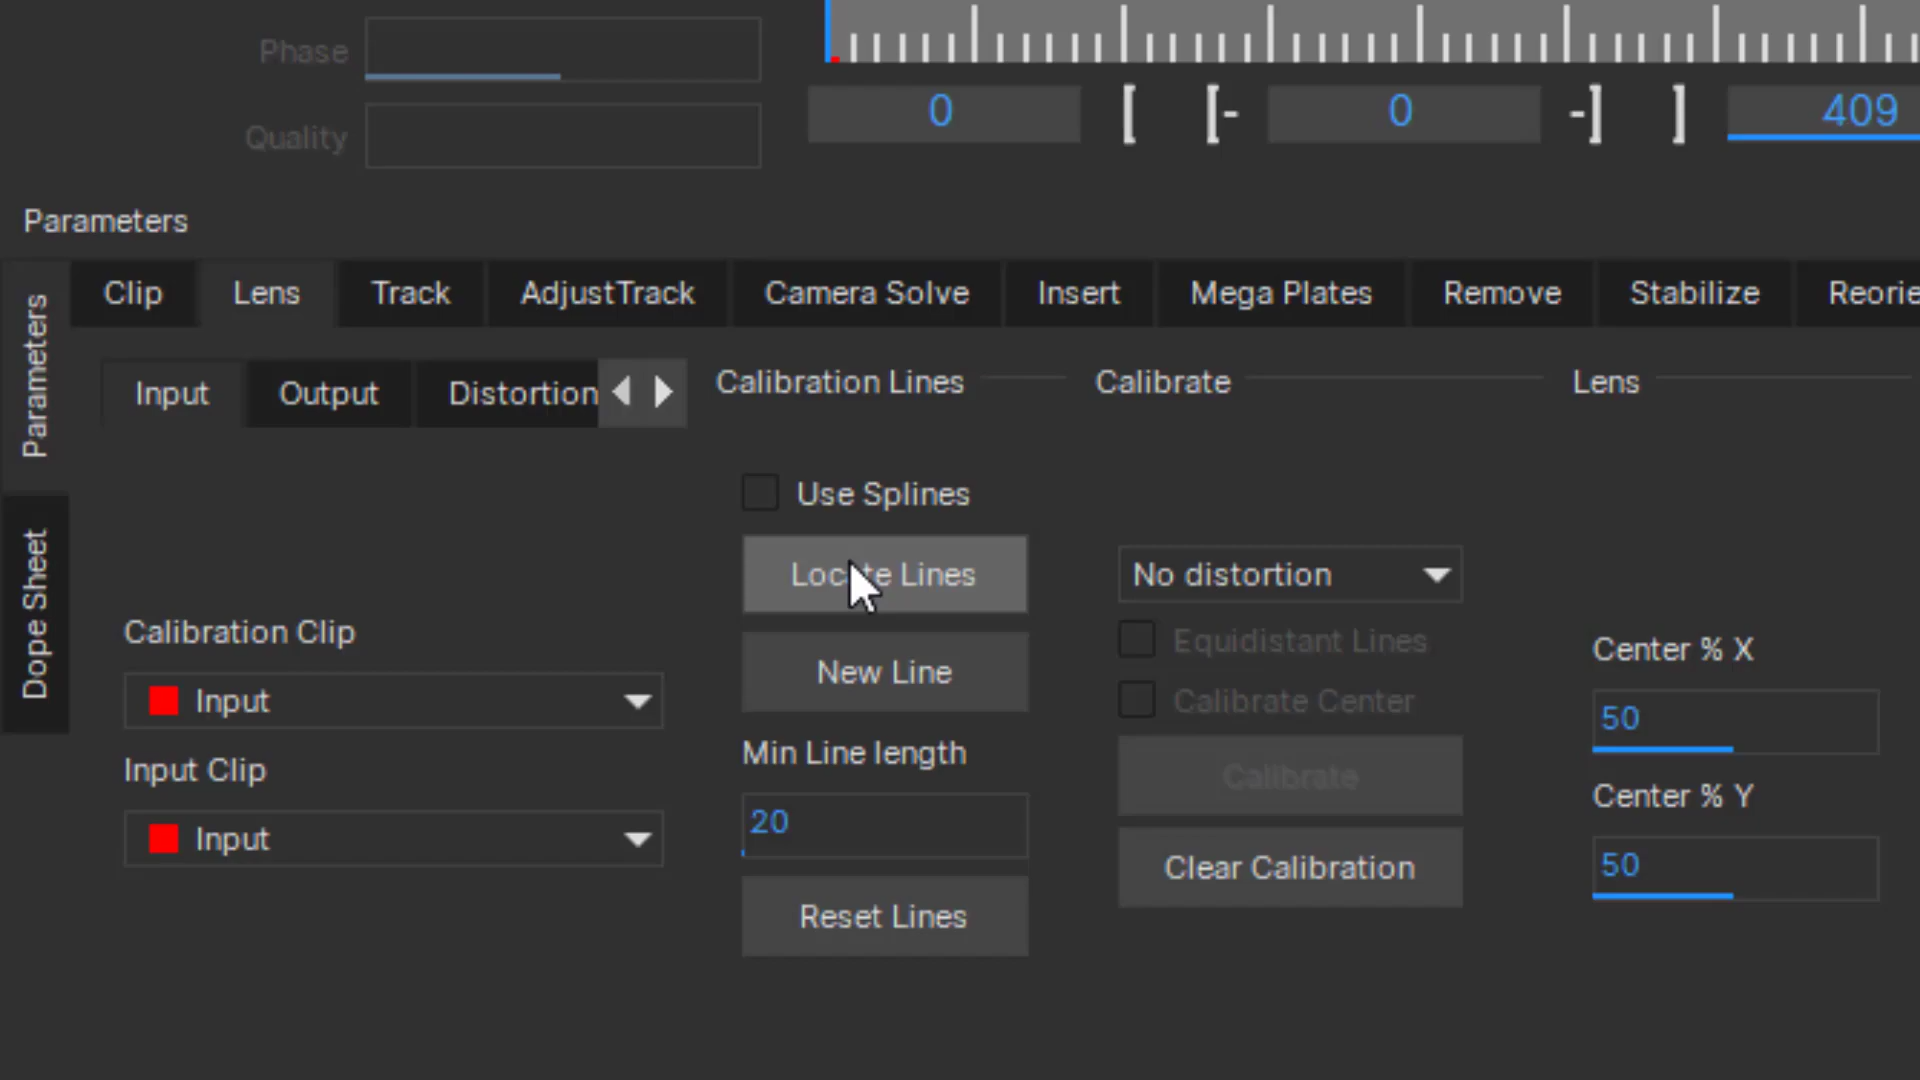 Phase
Quality
0 [ [- 0 -] ] 409
Parameters
Parameters
Dope Sheet
Clip Lens Track AdjustTrack Camera Solve Insert Mega Plates Remove Stabilize Reorie
Input Output Distortion
Calibration Clip
Input
Input Clip
Input
Calibration Lines
Use Splines
Locate Lines
New Line
Min Line length
20
Reset Lines
Calibrate
No distortion
Equidistant Lines
Calibrate Center
Calibrate
Clear Calibration
Lens
Center % X
50
Center % Y
50